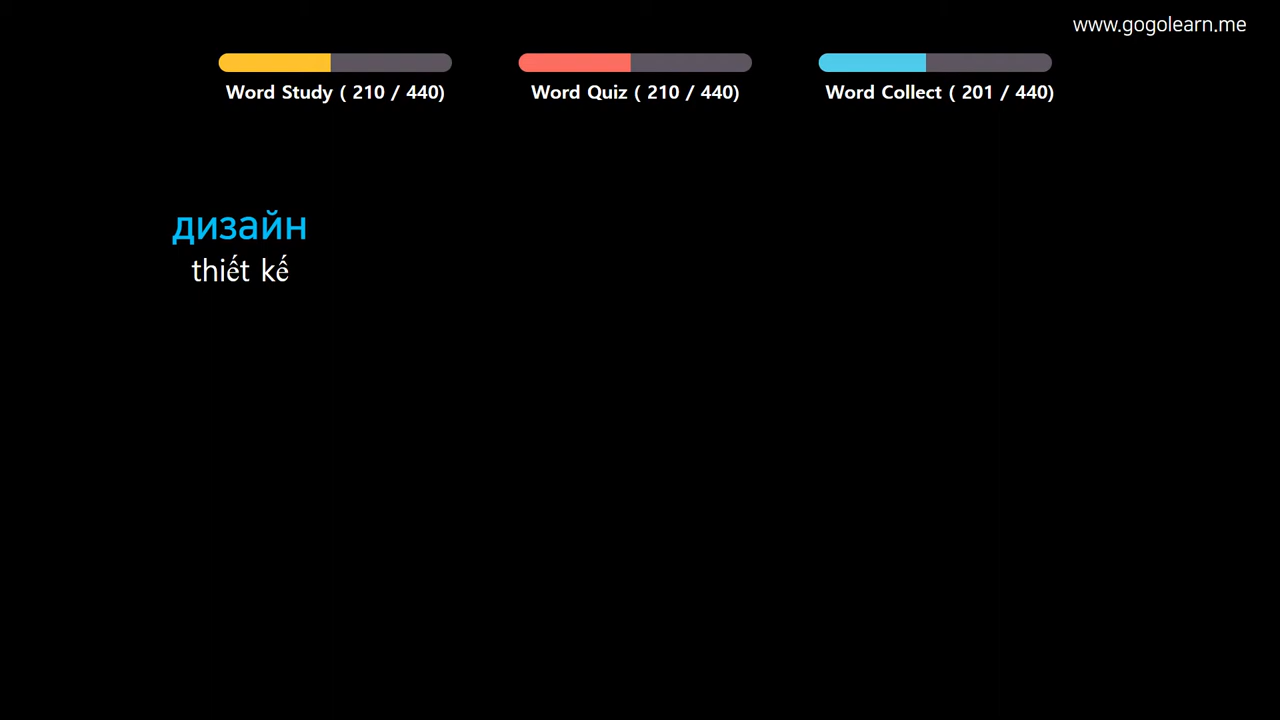 www.gogolearn.me
Word Study ( 210 / 440)
Word Quiz ( 210 / 440)
Word Collect ( 201 / 440)
дизайн
thiết kế